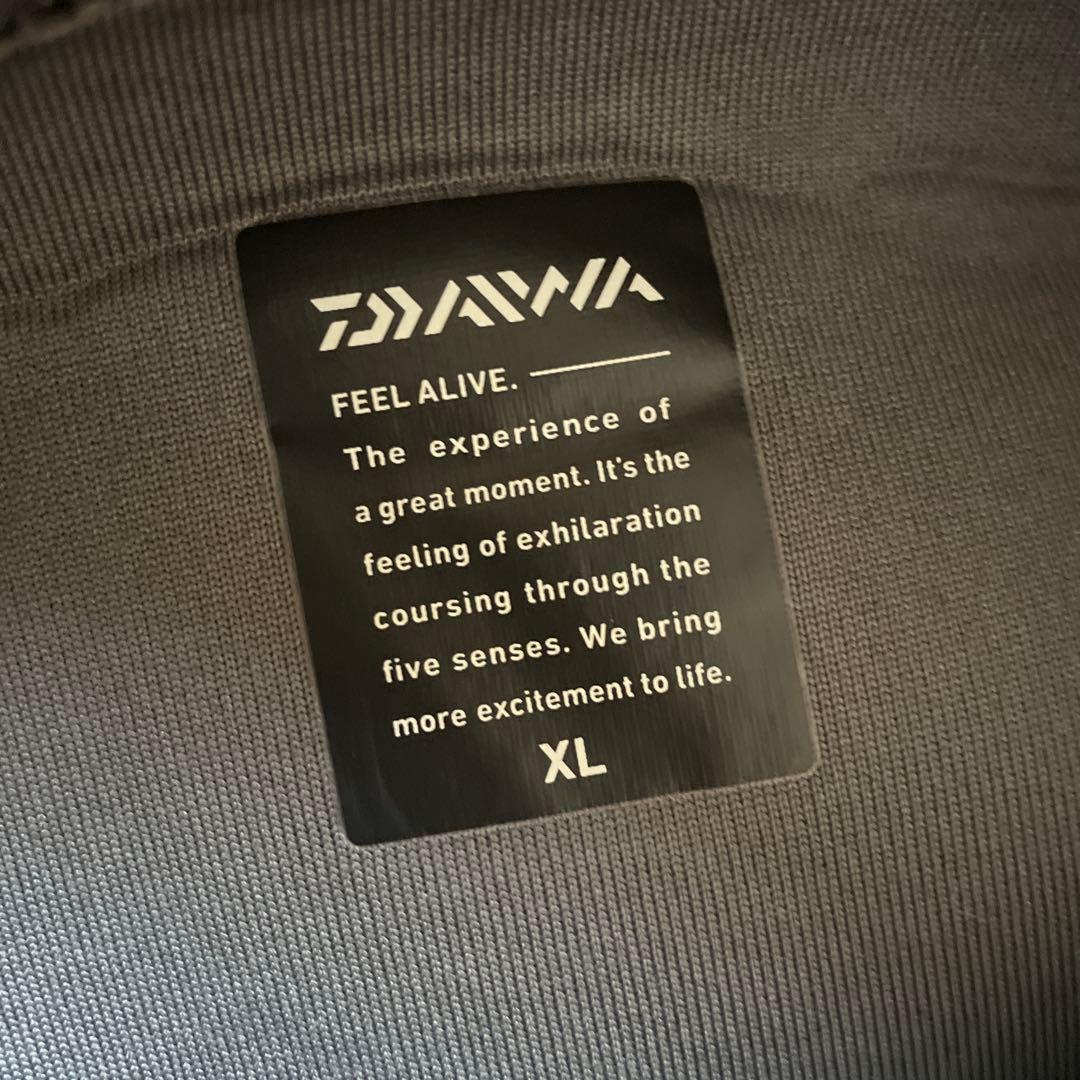 DAIWA
FEEL ALIVE.
The experience of
a great moment. It's the
feeling of exhilaration
coursing through the
five senses. We bring
more excitement to life.
XL